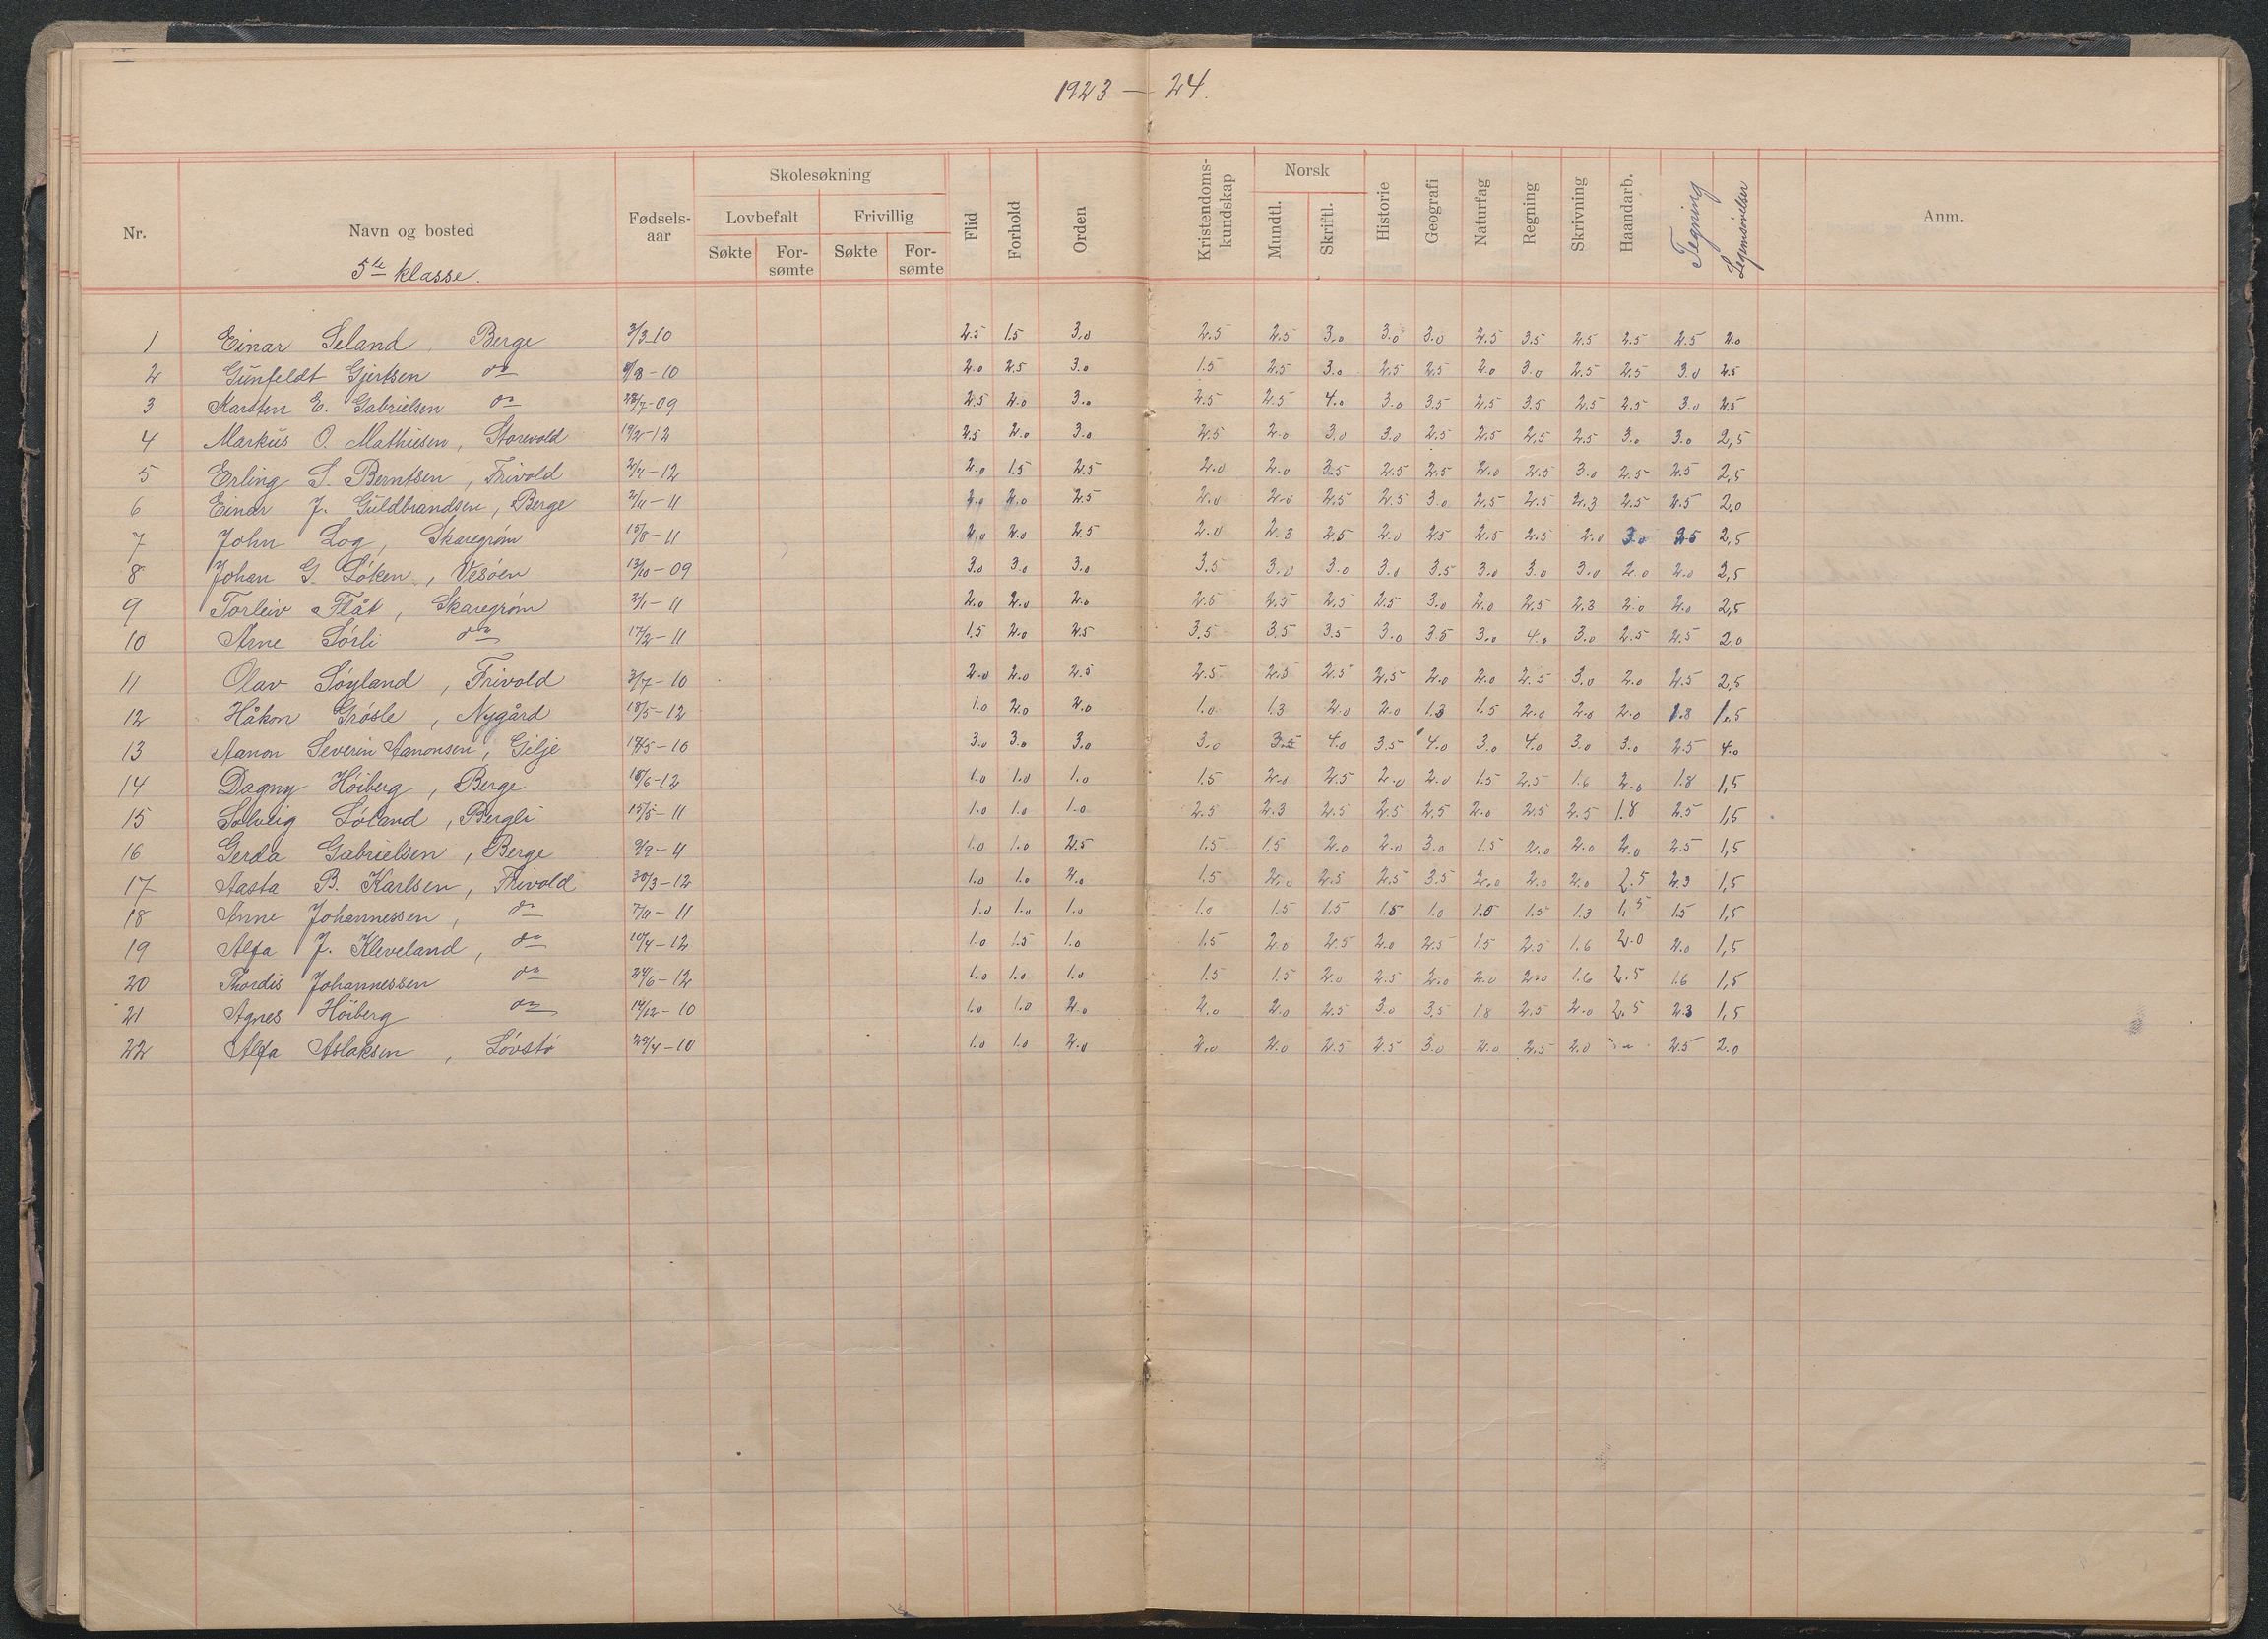 1923 — 24.
Nr. Navn og bosted Fødsels-aar Skolesøkning Lovbefalt Søkte For-sømte Frivillig Søkte For-sømte Flid Forhold Orden Kristendoms-kundskap Norsk Mundtl. Skriftl. Historie Geografi Naturfag Regning Skrivning Haandarb. Tegning Legemsøvelser Anm.
5te klasse.
1 Einar Seland, Berge 3/3-10 2.5 1.5 3.0 2.5 2.5 3.0 3.0 3.0 2.5 3.5 2.5 2.5 2.5 2.0
2 Gunfeldt Gjertsen do /8-10 2.0 2.5 3.0 1.5 2.5 3.0 2.5 2.5 2.0 3.0 2.5 2.5 3.0 2.5
3 Karsten E. Gabrielsen do 28/7-09 2.5 2.0 3.0 2.5 2.5 4.0 3.0 3.5 2.5 3.5 2.5 2.5 3.0 2.5
4 Markus O. Mathiesen, Storevold 19/2-12 2.5 2.0 3.0 2.5 2.0 3.0 3.0 2.5 2.5 2.5 2.5 3.0 3.0 2,5
5 Erling S. Berntsen, Frivold 2/4-12 2.0 1.5 2.5 2.0 2.0 3.5 2.5 2.5 2.0 2.5 3.0 2.5 2.5 2,5
6 Einar J. Guldbrandsen, Berge 2/11-11 2.0 2.0 2.5 2.0 2.0 2.5 2.5 3.0 2.5 2.5 2.3 2.5 2.5 2,0
7 John Log, Skaregrøm 15/8-11 2.0 2.0 2.5 2.0 2.3 2.5 2.0 2.5 2.5 2.5 2.0 3.0 2.5 2,5
8 Johan G. Løken, Vesøen 13/10-09 3.0 3.0 3.0 3.5 3.0 3.0 3.0 3.5 3.0 3.0 3.0 2.0 2.0 2,5
9 Torleiv Flåt, Skaregrøm 2/1-11 2.0 2.0 2.0 2.5 2.5 2.5 2.5 3.0 2.0 2.5 2.3 2.0 2.0 2,5
10 Arne Sørli do 17/2-11 1.5 2.0 2.5 3.5 3.5 3.5 3.0 3.5 3.0 4.0 3.0 2.5 2.5 2.0
11 Olav Søyland, Frivold 3/7-10 2.0 2.0 2.5 2.5 2.5 2.5 2.5 2.0 2.0 2.5 3.0 2.0 2.5 2,5
12 Håkon Grøsle, Nygård 18/5-12 1.0 2.0 2.0 1.0 1.3 2.0 2.0 1.3 1.5 2.0 2.0 2.0 1.8 1.5
13 Aanon Severin Aanonsen, Gilje 14/5-10 3.0 3.0 3.0 3.0 3.5 4.0 3.5 4.0 3.0 4.0 3.0 3.0 2.5 4.0
14 Dagny Høiberg, Berge 18/6-12 1.0 1.0 1.0 1.5 2.0 2.5 2.0 2.0 1.5 2.5 1.6 2.0 1.8 1,5
15 Solveig Løland, Bergli 15/5-11 1.0 1.0 1.0 2.5 2.3 2.5 2.5 2,5 2.0 2.5 2.5 1.8 2.5 1,5
16 Gerda Gabrielsen, Berge 9/9-11 1.0 1.0 2.5 1.5 1.5 2.0 2.0 3.0 1.5 2.0 2.0 2.0 2.5 1,5
17 Aasta B. Karlsen, Frivold 30/3-12 1.0 1.0 2.0 1.5 2.0 2.5 2.5 3.5 2.0 2.0 2.0 2.5 2.3 1,5
18 Anne Johannessen, do 7/11-11 1.0 1.0 1.0 1.0 1.5 1.5 1.5 1.0 1.5 1.5 1.3 1,5 1.5 1,5
19 Alfa J. Kleveland, do 10/4-12 1.0 1.5 1.0 1.5 2.0 2.5 2.0 2.5 1.5 2.5 1.6 2.0 2.0 1,5
20 Thordis Johannessen do 24/6-12 1.0 1.0 1.0 1.5 1.5 2.0 2.5 2.0 2.0 2.0 1.6 2.5 1.6 1,5
21 Agnes Høiberg do 14/12-10 1.0 1.0 2.0 2.0 2.0 2.5 3.0 3,5 1.8 2.5 2.0 2.5 2.3 1,5
22 Alfa Aslaksen, Løvstø 29/4-10 1.0 1.0 2.0 2.0 2.0 2.5 2.5 3.0 2.0 2.5 2.0 2.5 2.0